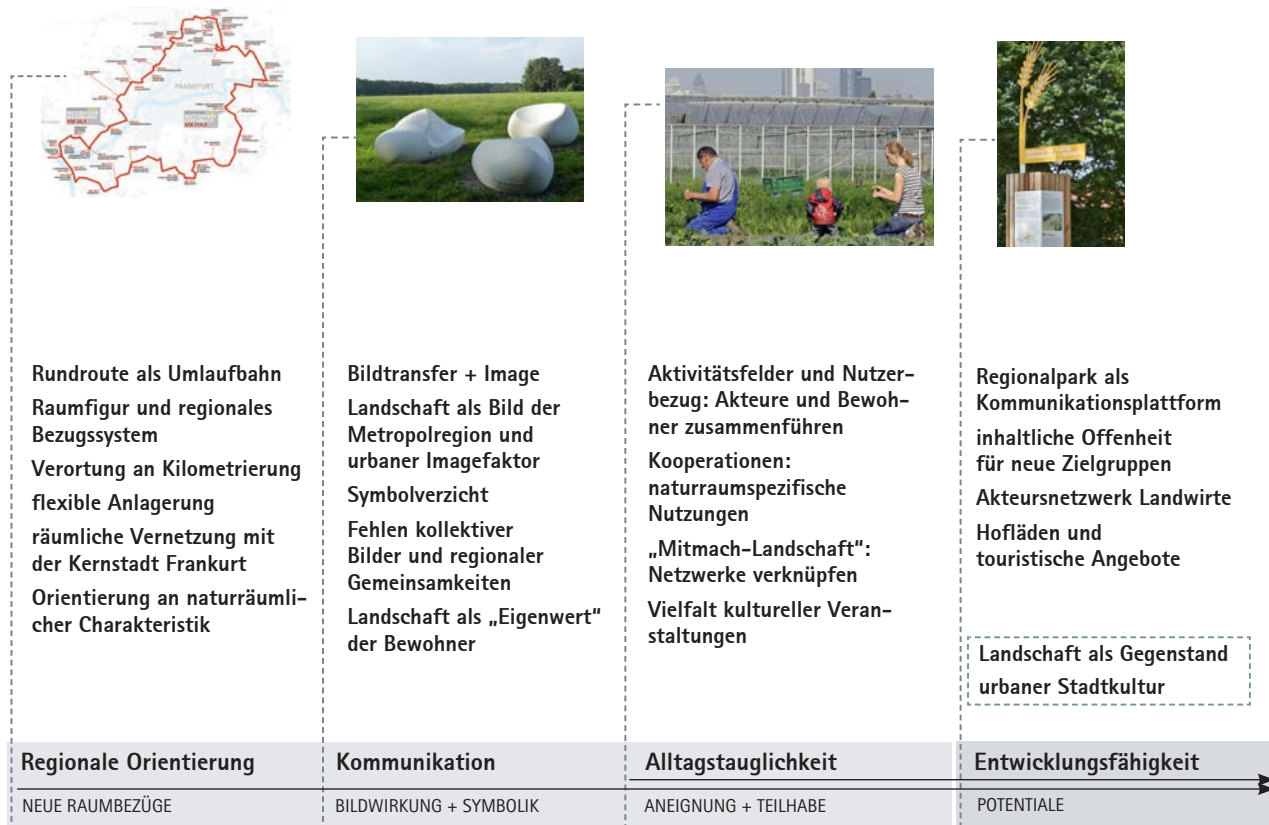 FRANKFURT
Rundroute als Umlaufbahn
Raumfigur und regionales
Bezugssystem
Verortung an Kilometrierung
flexible Anlagerung
räumliche Vernetzung mit
der Kernstadt Frankurt
Orientierung an naturräumli-
cher Charakteristik
Bildtransfer + Image
Landschaft als Bild der
Metropolregion und
urbaner Imagefaktor
Symbolverzicht
Fehlen kollektiver
Bilder und regionaler
Gemeinsamkeiten
Landschaft als „Eigenwert“
der Bewohner
Aktivitätsfelder und Nutzer-
bezug: Akteure und Bewoh-
ner zusammenführen
Kooperationen:
naturraumspezifische
Nutzungen
„Mitmach-Landschaft“:
Netzwerke verknüpfen
Vielfalt kultureller Veran-
staltungen
Regionalpark als
Kommunikationsplattform
inhaltliche Offenheit
für neue Zielgruppen
Akteursnetzwerk Landwirte
Hofläden und
touristische Angebote
Landschaft als Gegenstand
urbaner Stadtkultur
Regionale Orientierung
NEUE RAUMBEZÜGE
Kommunikation
BILDWIRKUNG + SYMBOLIK
Alltagstauglichkeit
ANEIGNUNG + TEILHABE
Entwicklungsfähigkeit
POTENTIALE